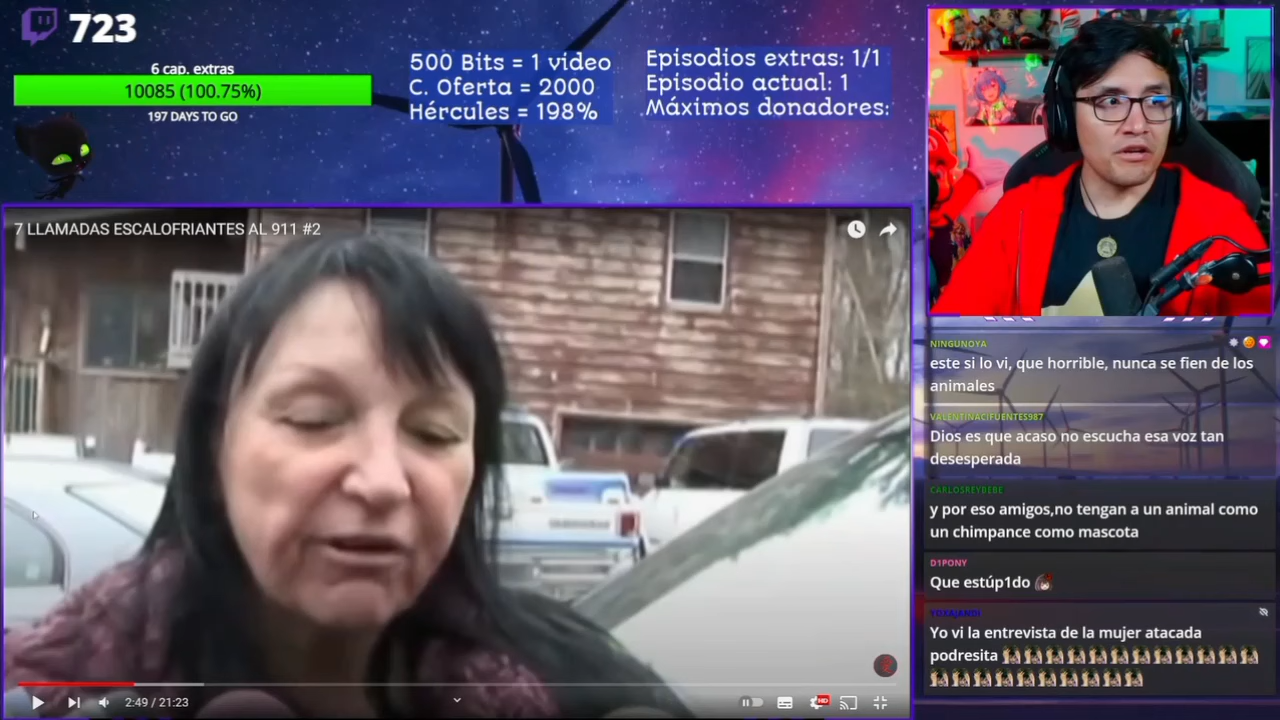 723
6 cap. extras
10085 (100.75%)
197 DAYS TO GO
500 Bits = 1 video
C. Oferta = 2000
Hércules = 198%
Episodios extras: 1/1
Episodio actual: 1
Máximos donadores:
7 LLAMADAS ESCALOFRIANTES AL 911 #2
2:49 / 21:23
HD
NINGUNOYA
este si lo vi, que horrible, nunca se fien de los
animales
VALENTINACIFUENTES987
Dios es que acaso no escucha esa voz tan
desesperada
CARLOSREYBEBE
y por eso amigos,no tengan a un animal como
un chimpance como mascota
D1PONY
Que estúp1do
YOXAJANDI
Yo vi la entrevista de la mujer atacada
podresita